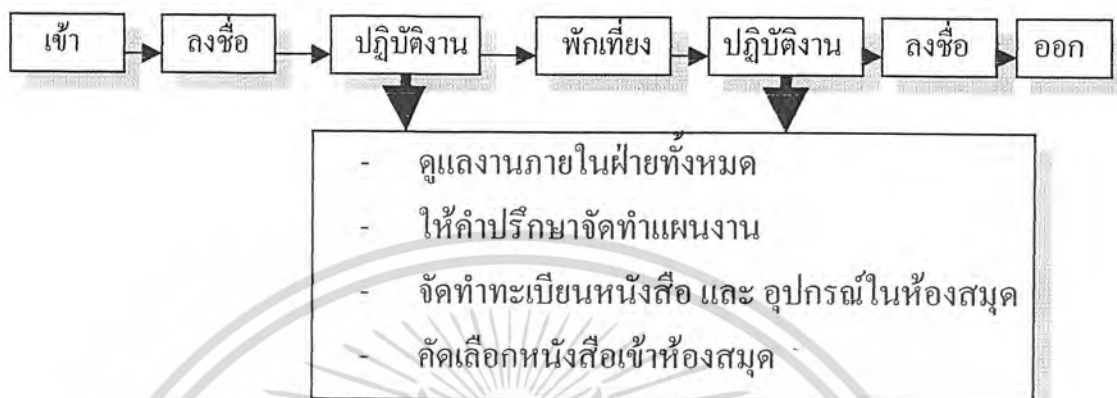 เข้า ลงชื่อ ปฎิบัติงาน พักเที่ยง ปฎิบัติงาน ลงชื่อ ออก
- ดูแลงานภายในฝ่ายทั้งหมด
- ให้คำปรึกษาจัดทำแผนงาน
- จัดทำทะเบียนหนังสือ และ อุปกรณ์ในห้องสมุด
- คัดเลือกหนังสือเข้าห้องสมุด